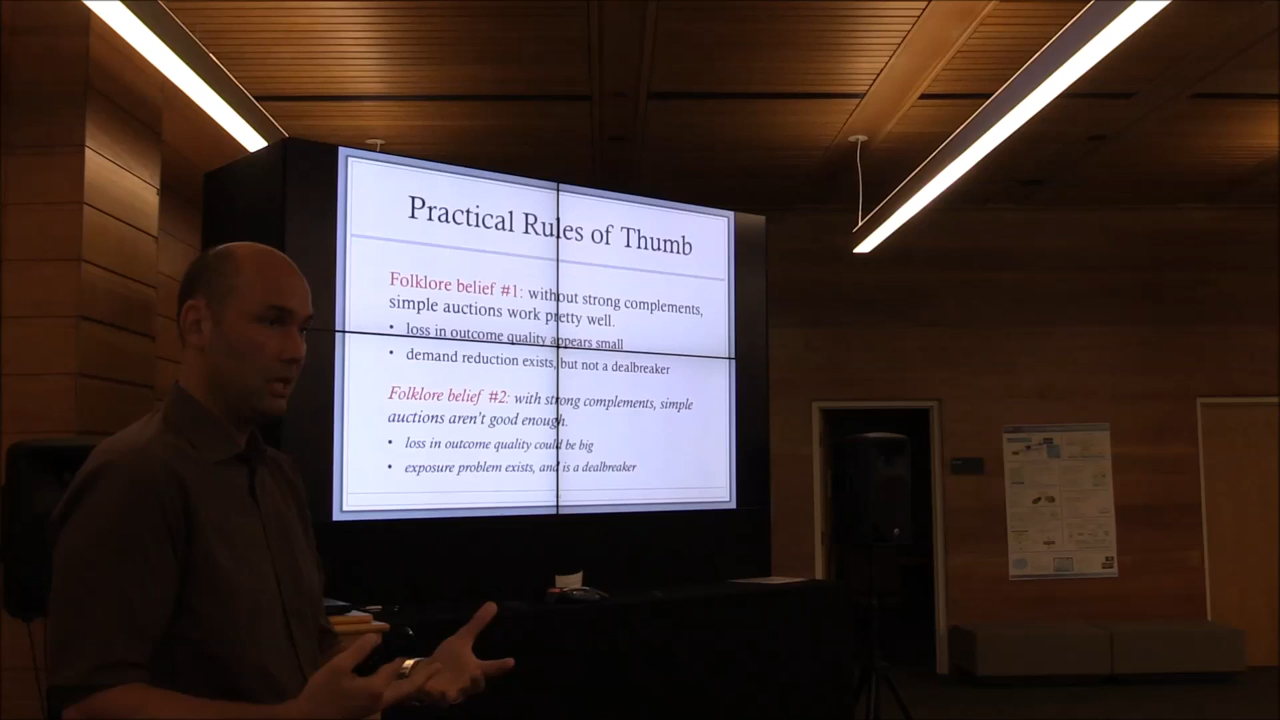 Practical Rules of Thumb
Folklore belief #1: without strong complements,
simple auctions work pretty well.
• loss in outcome quality appears small
• demand reduction exists, but not a dealbreaker
Folklore belief #2: with strong complements, simple
auctions aren't good enough.
• loss in outcome quality could be big
• exposure problem exists, and is a dealbreaker